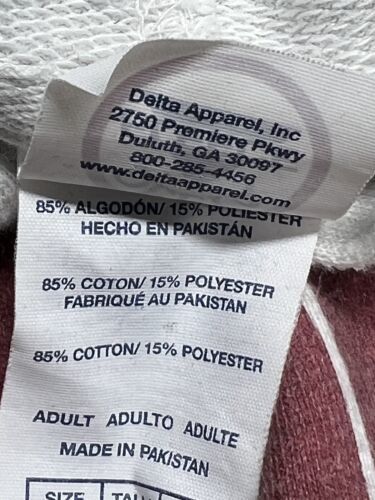 Delta Apparel, Inc
2750 Premiere Pkwy
Duluth, GA 30097
800-285-4456
www.deltaapparel.com
85% ALGODÓN/ 15% POLIESTER
HECHO EN PAKISTÁN
85% COTON/ 15% POLYESTER
FABRIQUÉ AU PAKISTAN
85% COTTON/ 15% POLYESTER
ADULT ADULTO ADULTE
MADE IN PAKISTAN
SIZE